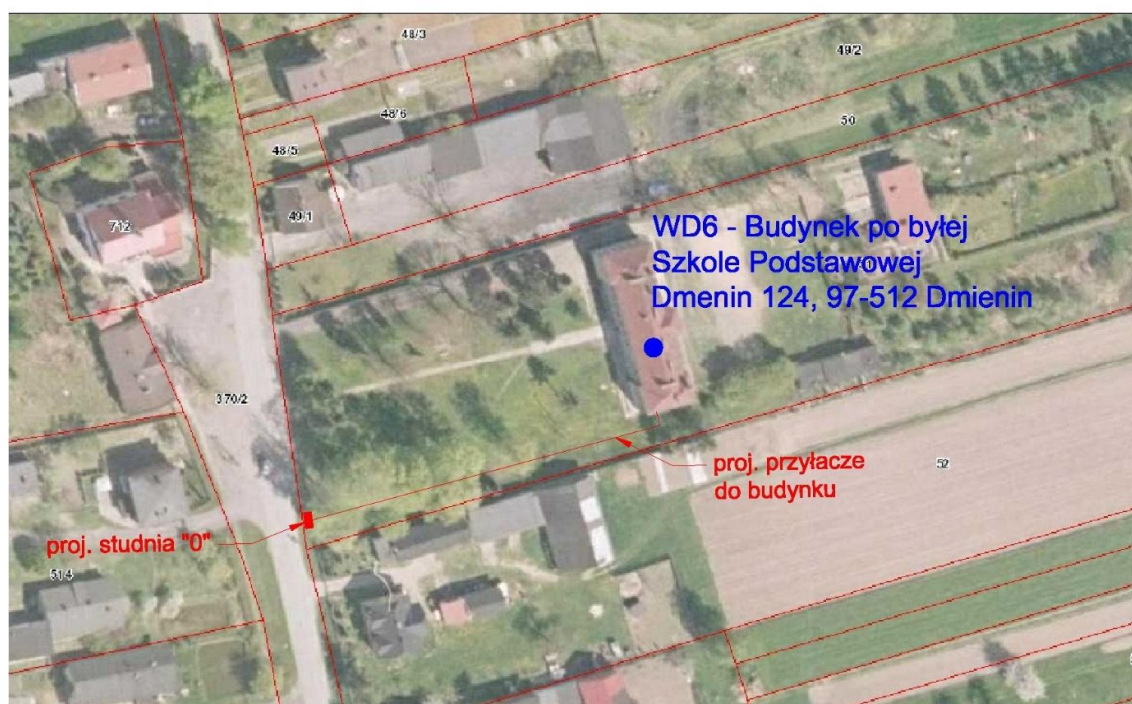 48/3
49/2
48/6
50
48/5
49/1
712
WD6 - Budynek po byłej
Szkole Podstawowej
Dmenin 124, 97-512 Dmienin
370/2
proj. przyłacze
do budynku
52
proj. studnia "0"
514